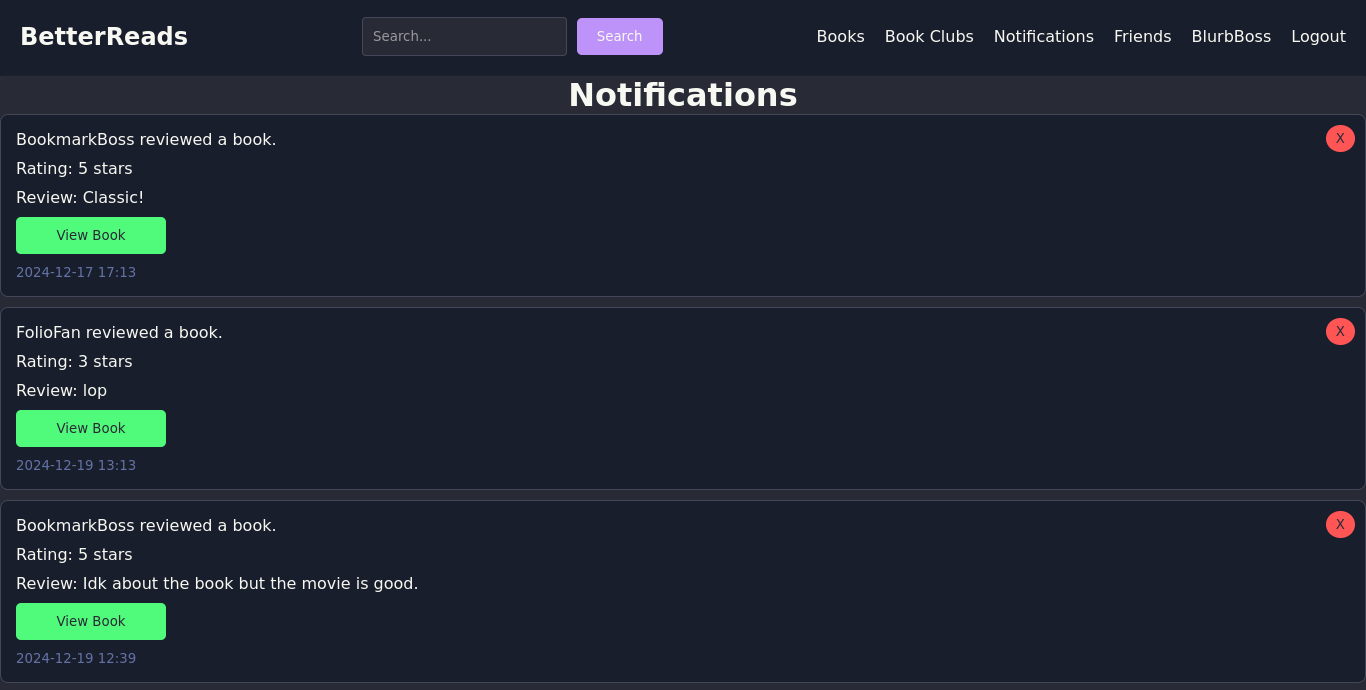 BetterReads
Search...
Search
Books
Book Clubs
Notifications
Friends
BlurbBoss
Logout
Notifications
BookmarkBoss reviewed a book.
X
Rating: 5 stars
Review: Classic!
View Book
2024-12-17 17:13
FolioFan reviewed a book.
X
Rating: 3 stars
Review: lop
View Book
2024-12-19 13:13
BookmarkBoss reviewed a book.
X
Rating: 5 stars
Review: Idk about the book but the movie is good.
View Book
2024-12-19 12:39